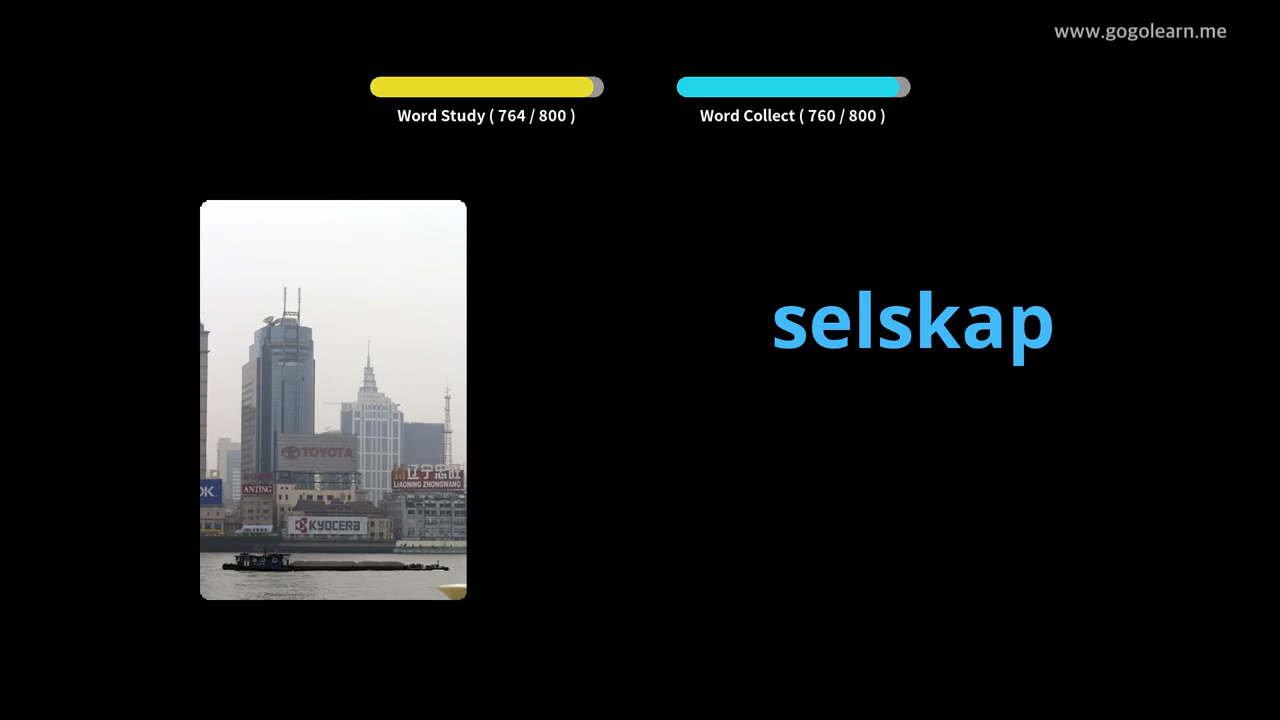 www.gogolearn.me
Word Study ( 764 / 800 )
Word Collect ( 760 / 800 )
selskap
TOYOTA
辽宁忠旺
LIAONING ZHONGWANG
ANTING
KYOCERA